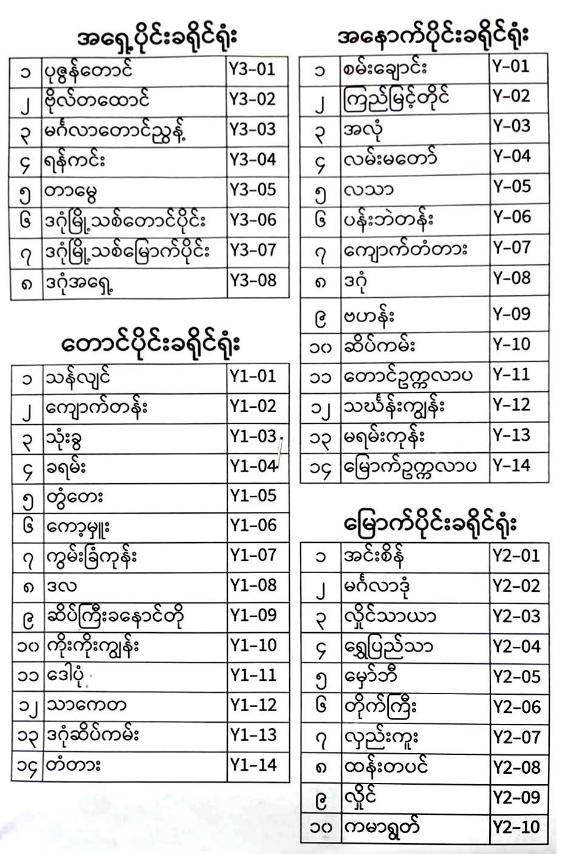 အရှေ့ပိုင်းခရိုင်ရုံး
၁ ပုဇွန်တောင် Y3-01
၂ ဗိုလ်တထောင် Y3-02
၃ မင်္ဂလာတောင်ညွန့် Y3-03
၄ ရန်ကင်း Y3-04
၅ တာမွေ Y3-05
၆ ဒဂုံမြို့သစ်တောင်ပိုင်း Y3-06
၇ ဒဂုံမြို့သစ်မြောက်ပိုင်း Y3-07
၈ ဒဂုံအရှေ့ Y3-08
တောင်ပိုင်းခရိုင်ရုံး
၁ သန်လျင် Y1-01
၂ ကျောက်တန်း Y1-02
၃ သုံးခွ Y1-03
၄ ခရမ်း Y1-04
၅ တွံတေး Y1-05
၆ ကော့မှူး Y1-06
၇ ကွမ်းခြံကုန်း Y1-07
၈ ဒလ Y1-08
၉ ဆိပ်ကြီးခနောင်တို Y1-09
၁၀ ကိုးကိုးကျွန်း Y1-10
၁၁ ဒေါပုံ Y1-11
၁၂ သာကေတ Y1-12
၁၃ ဒဂုံဆိပ်ကမ်း Y1-13
၁၄ တံတား Y1-14
အနောက်ပိုင်းခရိုင်ရုံး
၁ စမ်းချောင်း Y-01
၂ ကြည်မြင့်တိုင် Y-02
၃ အလုံ Y-03
၄ လမ်းမတော် Y-04
၅ လသာ Y-05
၆ ပန်းဘဲတန်း Y-06
၇ ကျောက်တံတား Y-07
၈ ဒဂုံ Y-08
၉ ဗဟန်း Y-09
၁၀ ဆိပ်ကမ်း Y-10
၁၁ တောင်ဥက္ကလာပ Y-11
၁၂ သင်္ဃန်းကျွန်း Y-12
၁၃ မရမ်းကုန်း Y-13
၁၄ မြောက်ဥက္ကလာပ Y-14
မြောက်ပိုင်းခရိုင်ရုံး
၁ အင်းစိန် Y2-01
၂ မင်္ဂလာဒုံ Y2-02
၃ လှိုင်သာယာ Y2-03
၄ ရွှေပြည်သာ Y2-04
၅ မှော်ဘီ Y2-05
၆ တိုက်ကြီး Y2-06
၇ လှည်းကူး Y2-07
၈ ထန်းတပင် Y2-08
၉ လှိုင် Y2-09
၁၀ ကမာရွတ် Y2-10